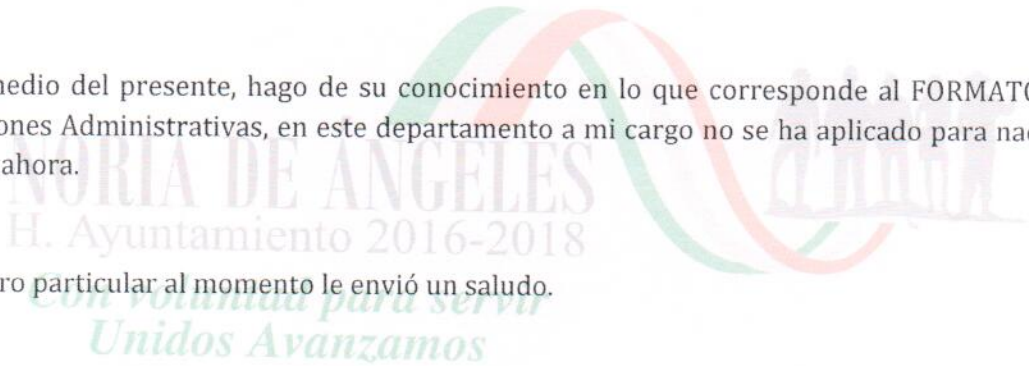 medio del presente, hago de su conocimiento en lo que corresponde al FORMATO
ones Administrativas, en este departamento a mi cargo no se ha aplicado para nad
ahora.
NORIA DE ÁNGELES
H. Ayuntamiento 2016-2018
ro particular al momento le envió un saludo.
Con voluntad para servir
Unidos Avanzamos